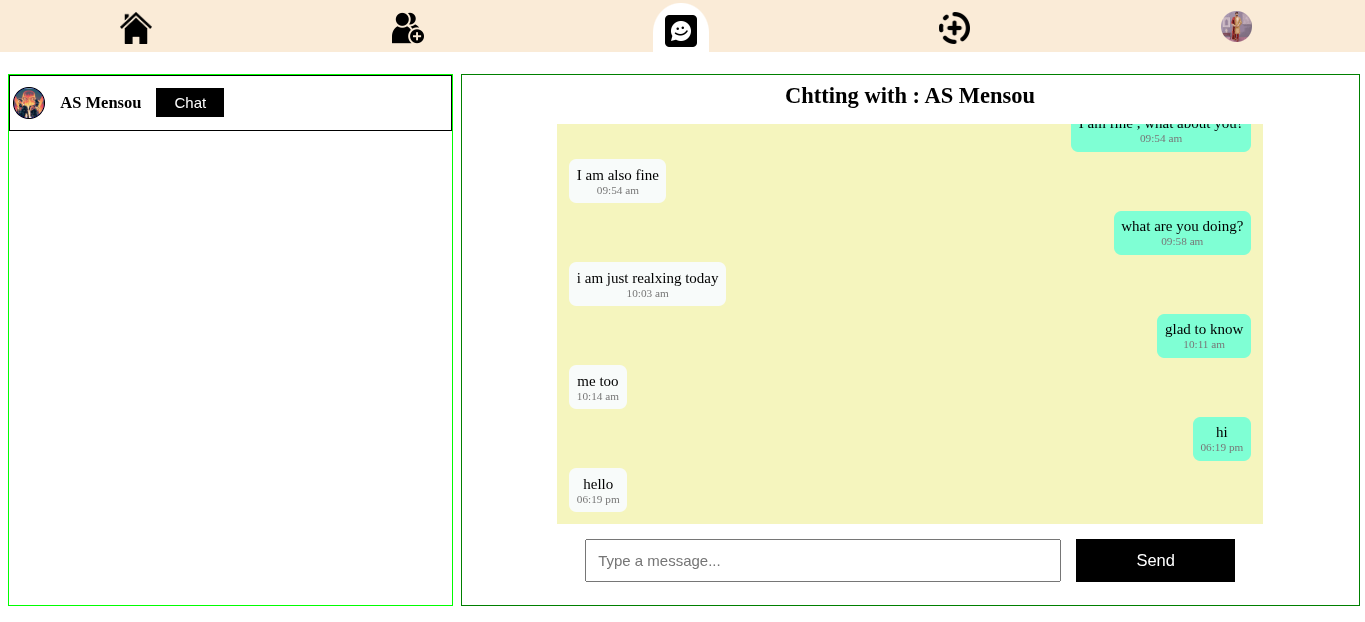 AS Mensou
Chat
Chtting with : AS Mensou
I am fine , what about you?
09:54 am
I am also fine
09:54 am
what are you doing?
09:58 am
i am just realxing today
10:03 am
glad to know
10:11 am
me too
10:14 am
hi
06:19 pm
hello
06:19 pm
Type a message...
Send